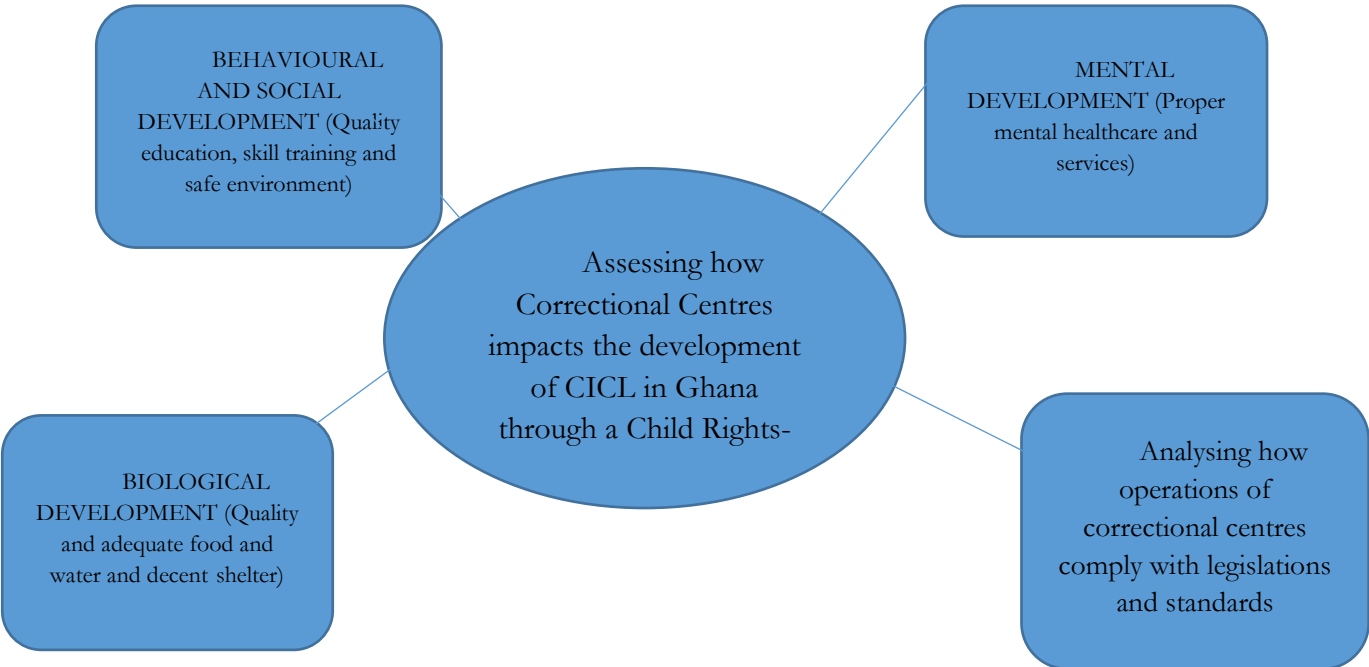 BEHAVIOURAL
AND SOCIAL
DEVELOPMENT (Quality
education, skill training and
safe environment)
MENTAL
DEVELOPMENT (Proper
mental healthcare and
services)
Assessing how
Correctional Centres
impacts the development
of CICL in Ghana
through a Child Rights-
BIOLOGICAL
DEVELOPMENT (Quality
and adequate food and
water and decent shelter)
Analysing how
operations of
correctional centres
comply with legislations
and standards